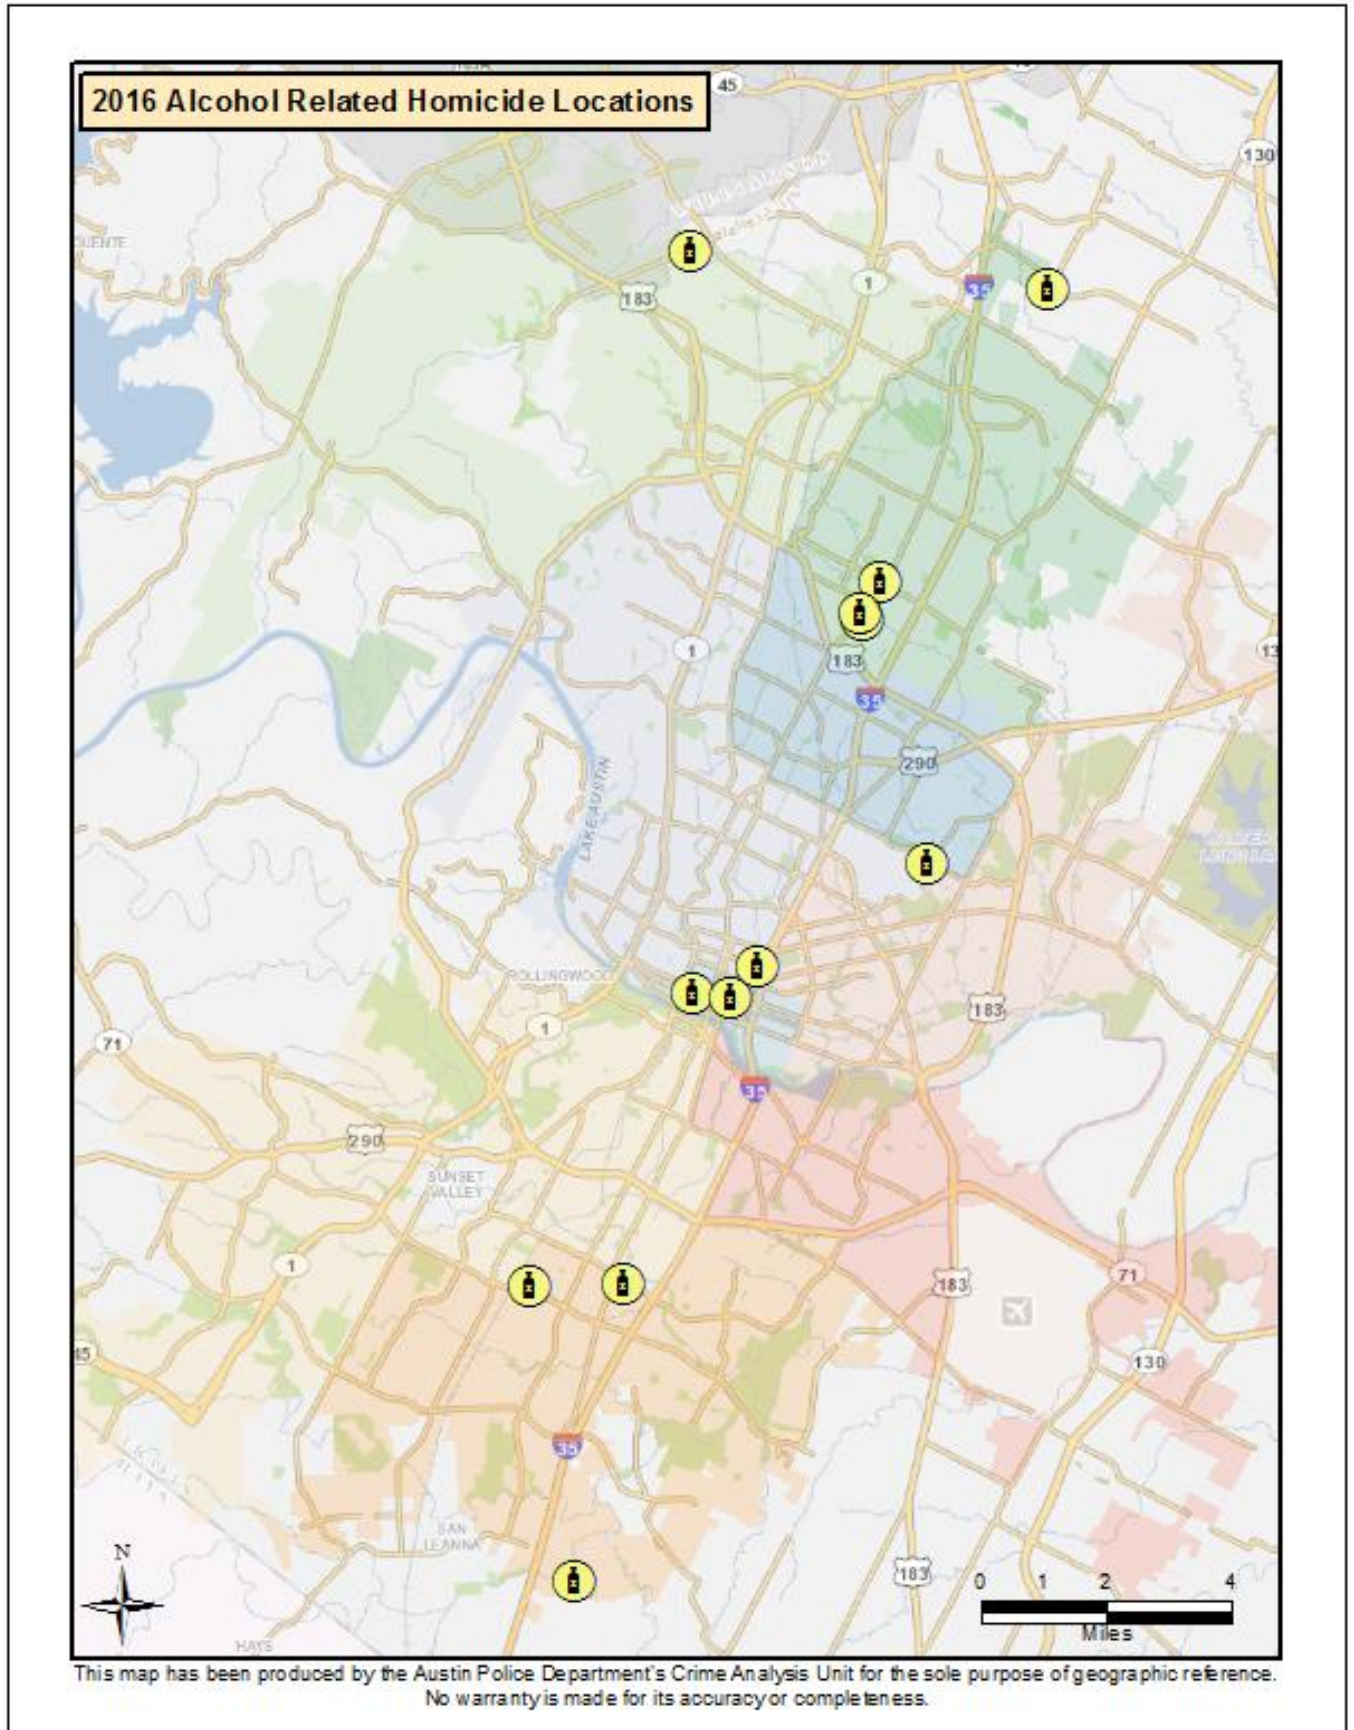 2016 Alcohol Related Homicide Locations
45
130
183
1
35
1
183
35
290
LAKE AUSTIN
ROLLINGWOOD
1
71
183
35
290
SUNSET
VALLEY
1
183
71
45
130
35
SAN
LEANNA
N
183
0 1 2 4
Miles
HAYS
This map has been produced by the Austin Police Department's Crime Analysis Unit for the sole purpose of geographic reference.
No warranty is made for its accuracy or completeness.